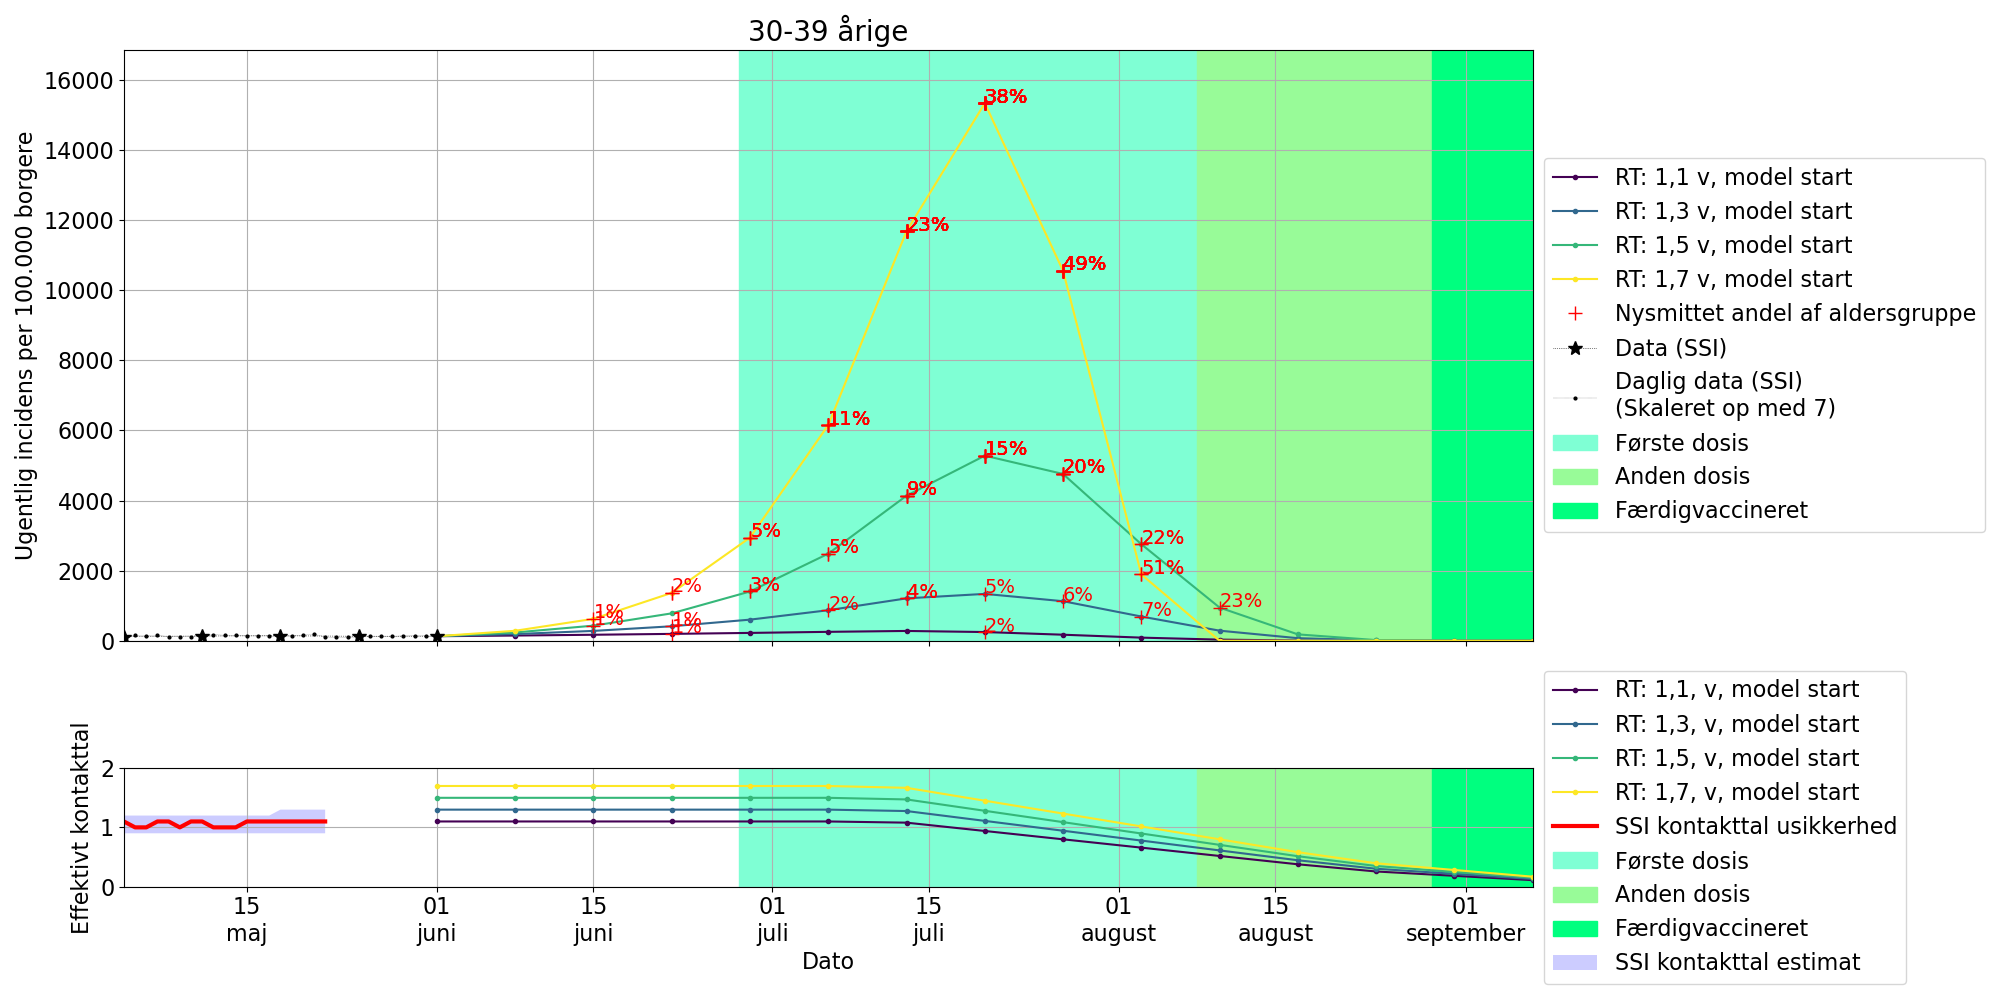 30-39 årige
Ugentlig incidens per 100.000 borgere
16000
14000
12000
10000
8000
6000
4000
2000
0
38%
23%
49%
11%
15%
20%
9%
5%
5%
22%
51%
3%
2%
1%
1%
1%
1%
2%
4%
5%
6%
7%
23%
2%
RT: 1,1 v, model start
RT: 1,3 v, model start
RT: 1,5 v, model start
RT: 1,7 v, model start
Nysmittet andel af aldersgruppe
Data (SSI)
Daglig data (SSI)
(Skaleret op med 7)
Første dosis
Anden dosis
Færdigvaccineret
Effektivt kontakttal
2
1
0
15
maj
01
juni
15
juni
01
juli
15
juli
01
august
15
august
01
september
Dato
RT: 1,1, v, model start
RT: 1,3, v, model start
RT: 1,5, v, model start
RT: 1,7, v, model start
SSI kontakttal usikkerhed
Første dosis
Anden dosis
Færdigvaccineret
SSI kontakttal estimat